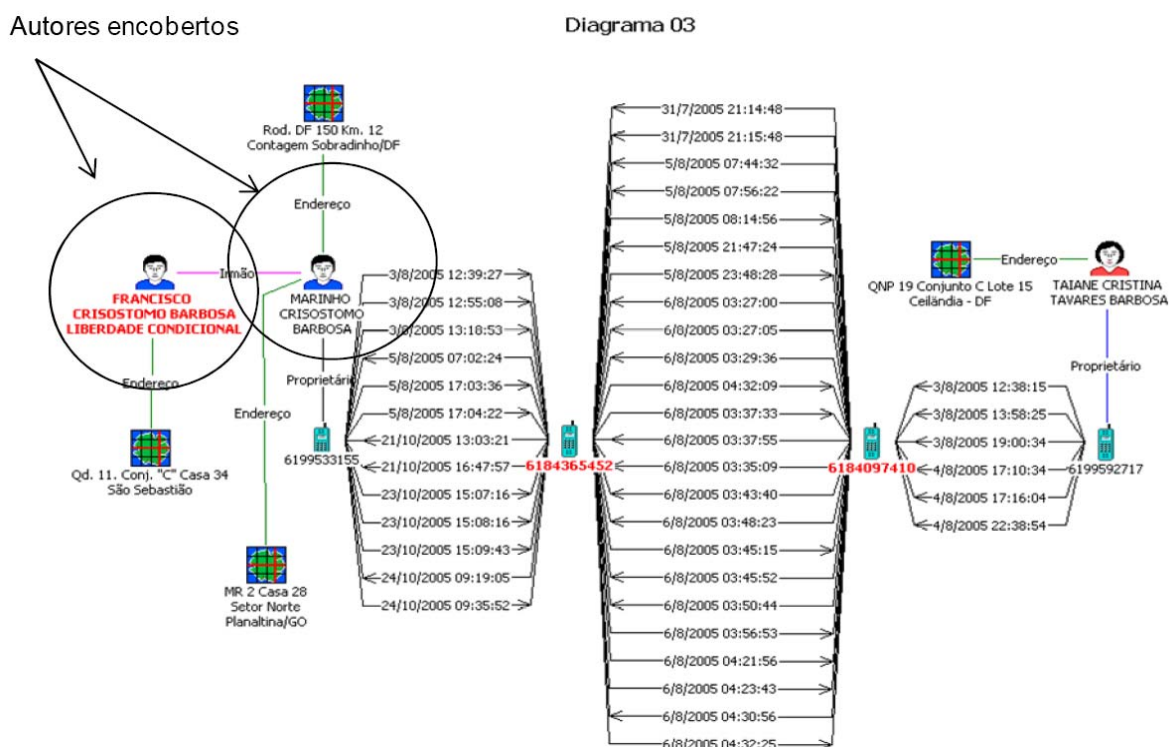 Autores encobertos
Diagrama 03
Rod. DF 150 Km. 12
Contagem Sobradinho/DF
Endereço
Irmão
FRANCISCO
CRISOSTOMO BARBOSA
LIBERDADE CONDICIONAL
MARINHO
CRISOSTOMO
BARBOSA
Endereço
Qd. 11. Conj. "C" Casa 34
São Sebastião
Endereço
MR 2 Casa 28
Setor Norte
Planaltina/GO
Proprietário
6199533155
3/8/2005 12:39:27
3/8/2005 12:55:08
3/8/2005 13:18:53
5/8/2005 07:02:24
5/8/2005 17:03:36
5/8/2005 17:04:22
21/10/2005 13:03:21
21/10/2005 16:47:57
23/10/2005 15:07:16
23/10/2005 15:08:16
23/10/2005 15:09:43
24/10/2005 09:19:05
24/10/2005 09:35:52
6184365452
31/7/2005 21:14:48
31/7/2005 21:15:48
5/8/2005 07:44:32
5/8/2005 07:56:22
5/8/2005 08:14:56
5/8/2005 21:47:24
5/8/2005 23:48:28
6/8/2005 03:27:00
6/8/2005 03:27:05
6/8/2005 03:29:36
6/8/2005 04:32:09
6/8/2005 03:37:33
6/8/2005 03:37:55
6/8/2005 03:35:09
6/8/2005 03:43:40
6/8/2005 03:48:23
6/8/2005 03:45:15
6/8/2005 03:45:52
6/8/2005 03:50:44
6/8/2005 03:56:53
6/8/2005 04:21:56
6/8/2005 04:23:43
6/8/2005 04:30:56
6/8/2005 04:32:25
6184097410
3/8/2005 12:38:15
3/8/2005 13:58:25
3/8/2005 19:00:34
4/8/2005 17:10:34
4/8/2005 17:16:04
4/8/2005 22:38:54
6199592717
Proprietário
TAIANE CRISTINA
TAVARES BARBOSA
Endereço
QNP 19 Conjunto C Lote 15
Ceilândia - DF